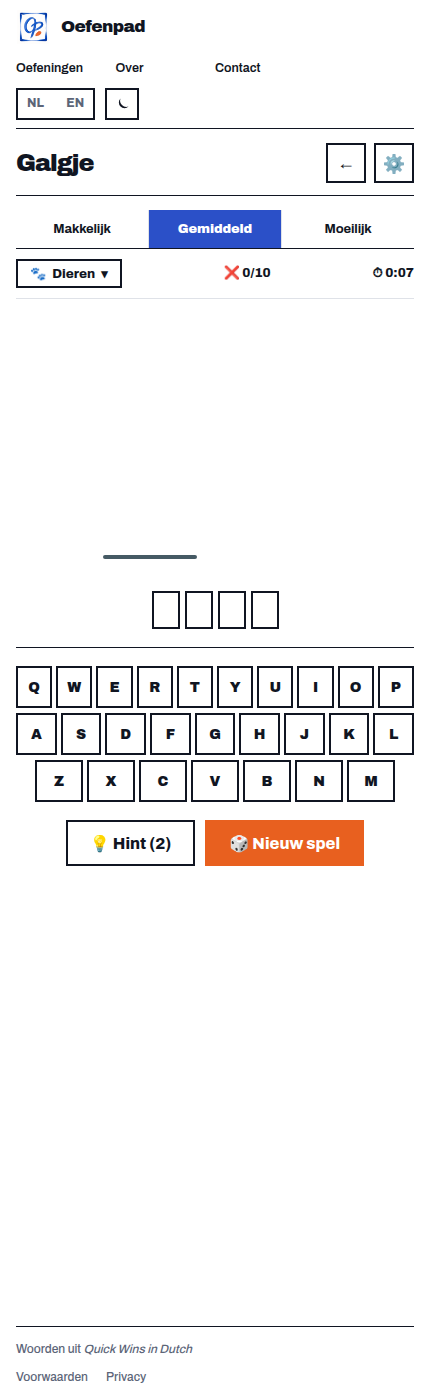 Oefenpad
Oefeningen Over Contact
NL EN
Galgje
←
Makkelijk Gemiddeld Moeilijk
🐾 Dieren ▾ ❌ 0/10 ⏱ 0:07
Q W E R T Y U I O P
A S D F G H J K L
Z X C V B N M
💡 Hint (2) 🎲 Nieuw spel
Woorden uit Quick Wins in Dutch
Voorwaarden Privacy